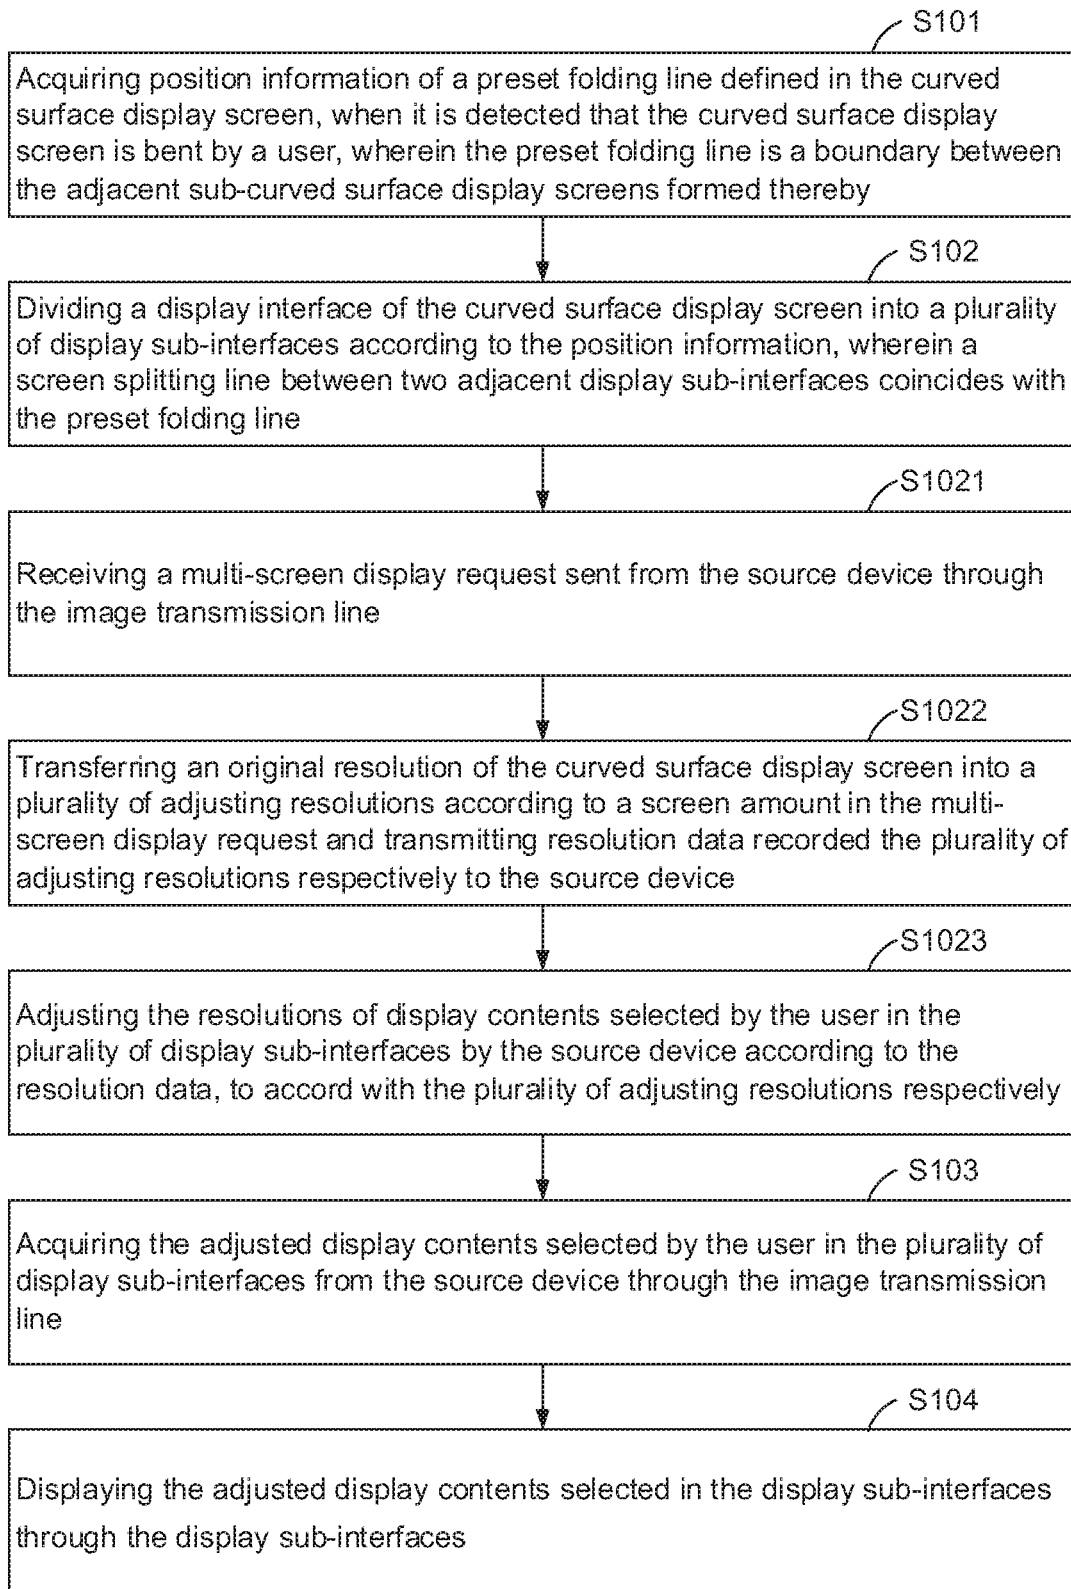 S101
Acquiring position information of a preset folding line defined in the curved
surface display screen, when it is detected that the curved surface display
screen is bent by a user, wherein the preset folding line is a boundary between
the adjacent sub-curved surface display screens formed thereby
S102
Dividing a display interface of the curved surface display screen into a plurality
of display sub-interfaces according to the position information, wherein a
screen splitting line between two adjacent display sub-interfaces coincides with
the preset folding line
S1021
Receiving a multi-screen display request sent from the source device through
the image transmission line
S1022
Transferring an original resolution of the curved surface display screen into a
plurality of adjusting resolutions according to a screen amount in the multi-
screen display request and transmitting resolution data recorded the plurality of
adjusting resolutions respectively to the source device
S1023
Adjusting the resolutions of display contents selected by the user in the
plurality of display sub-interfaces by the source device according to the
resolution data, to accord with the plurality of adjusting resolutions respectively
S103
Acquiring the adjusted display contents selected by the user in the plurality of
display sub-interfaces from the source device through the image transmission
line
S104
Displaying the adjusted display contents selected in the display sub-interfaces
through the display sub-interfaces